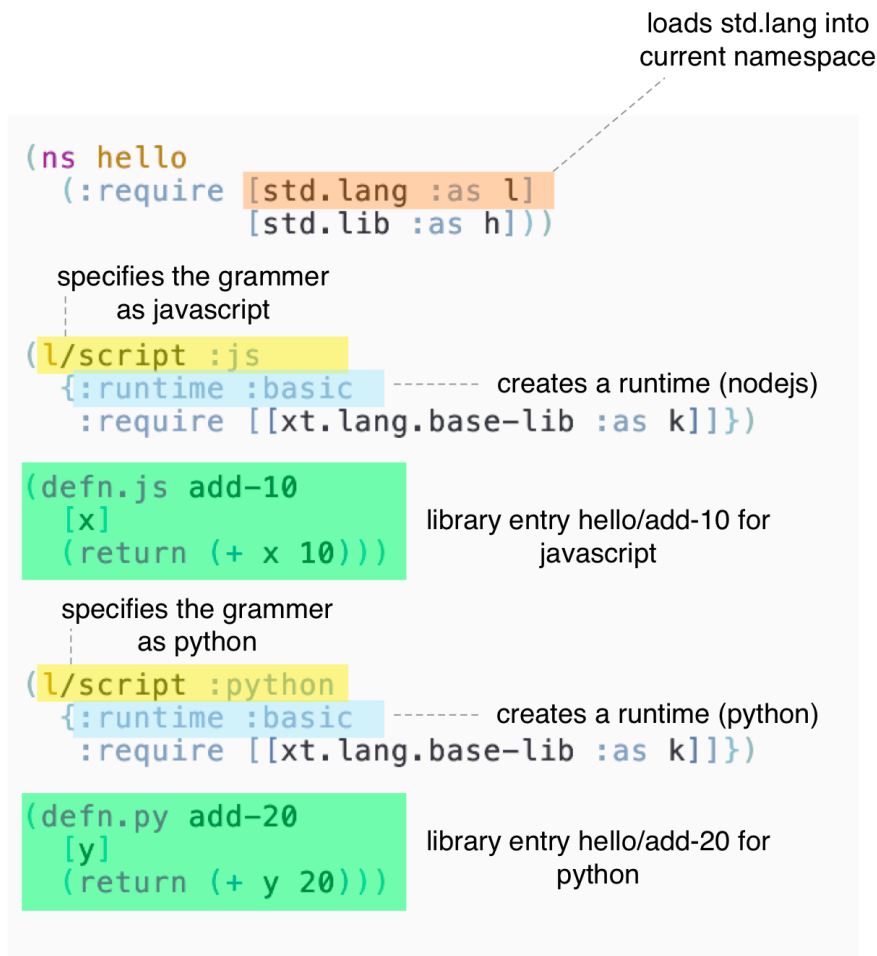 loads std.lang into
current namespace
(ns hello
(:require [std.lang :as l]
[std.lib :as h]))
specifies the grammer
as javascript
(l/script :js
{:runtime :basic
creates a runtime (nodejs)
:require [[xt.lang.base-lib :as k]]})
(defn.js add-10
[x]
(return (+ x 10)))
library entry hello/add-10 for
javascript
specifies the grammer
as python
(l/script :python
{:runtime :basic
creates a runtime (python)
:require [[xt.lang.base-lib :as k]]})
(defn.py add-20
[y]
(return (+ y 20)))
library entry hello/add-20 for
python